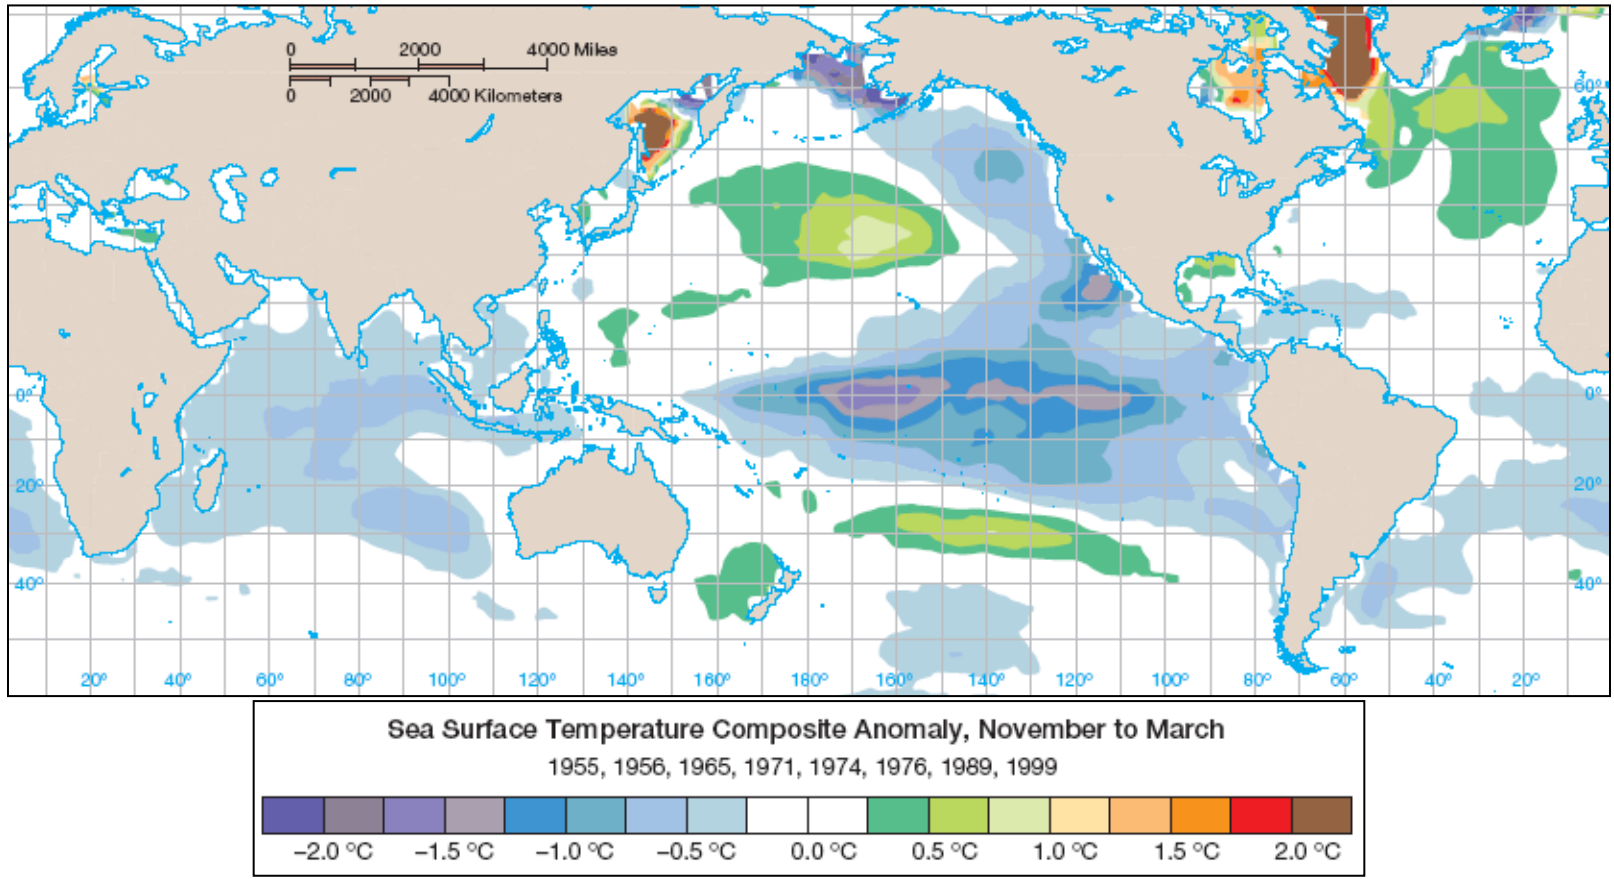 0 2000 4000 Miles
0 2000 4000 Kilometers
60° 60°
0° 0°
20° 20°
40° 40°
20° 40° 60° 80° 100° 120° 140° 160° 180° 160° 140° 120° 100° 80° 60° 40° 20°
Sea Surface Temperature Composite Anomaly, November to March
1955, 1956, 1965, 1971, 1974, 1976, 1989, 1999
−2.0 °C −1.5 °C −1.0 °C −0.5 °C 0.0 °C 0.5 °C 1.0 °C 1.5 °C 2.0 °C